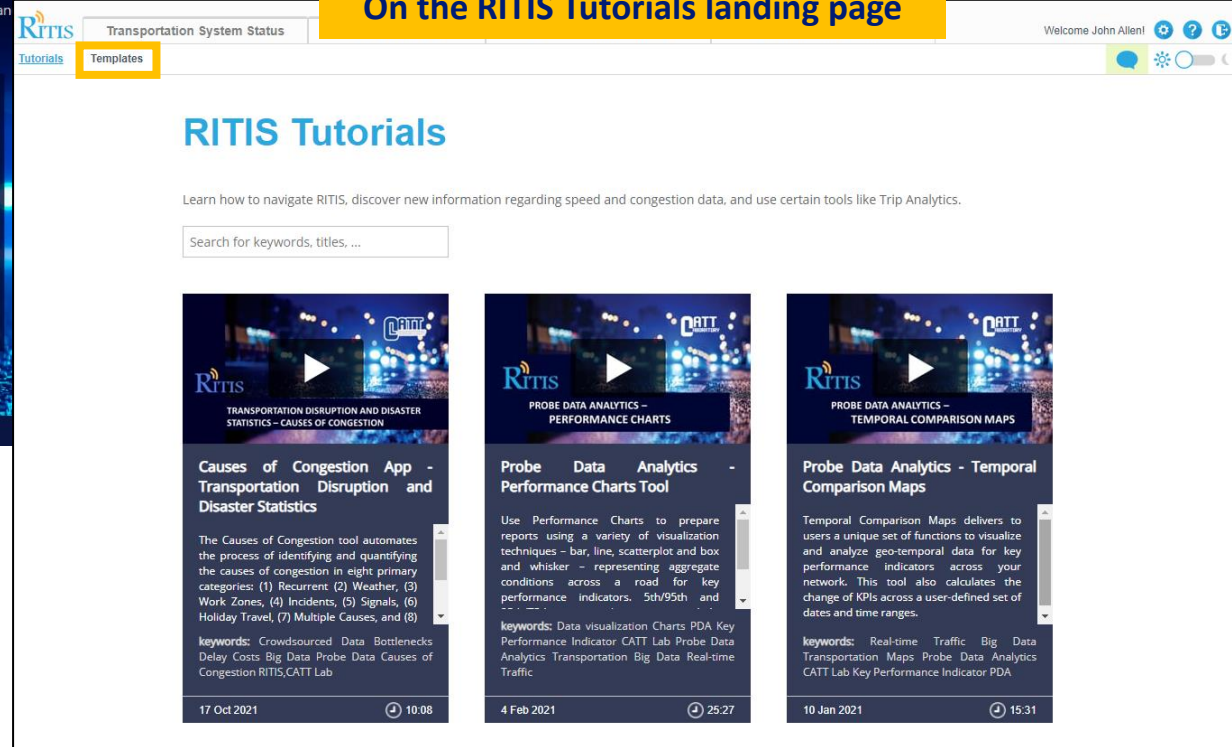 an
On the RITIS Tutorials landing page
RITIS
Transportation System Status
Welcome John Allen!
Tutorials
Templates
RITIS Tutorials
Learn how to navigate RITIS, discover new information regarding speed and congestion data, and use certain tools like Trip Analytics.
Search for keywords, titles, ...
CATT
LABORATORY
RITIS
TRANSPORTATION DISRUPTION AND DISASTER
STATISTICS – CAUSES OF CONGESTION
Causes of Congestion App -
Transportation Disruption and
Disaster Statistics
The Causes of Congestion tool automates
the process of identifying and quantifying
the causes of congestion in eight primary
categories: (1) Recurrent (2) Weather, (3)
Work Zones, (4) Incidents, (5) Signals, (6)
Holiday Travel, (7) Multiple Causes, and (8)
keywords: Crowdsourced Data Bottlenecks
Delay Costs Big Data Probe Data Causes of
Congestion RITIS,CATT Lab
17 Oct 2021
10:08
CATT
LABORATORY
RITIS
PROBE DATA ANALYTICS –
PERFORMANCE CHARTS
Probe Data Analytics -
Performance Charts Tool
Use Performance Charts to prepare
reports using a variety of visualization
techniques – bar, line, scatterplot and box
and whisker – representing aggregate
conditions across a road for key
performance indicators. 5th/95th and
keywords: Data visualization Charts PDA Key
Performance Indicator CATT Lab Probe Data
Analytics Transportation Big Data Real-time
Traffic
4 Feb 2021
25:27
CATT
LABORATORY
RITIS
PROBE DATA ANALYTICS –
TEMPORAL COMPARISON MAPS
Probe Data Analytics - Temporal
Comparison Maps
Temporal Comparison Maps delivers to
users a unique set of functions to visualize
and analyze geo-temporal data for key
performance indicators across your
network. This tool also calculates the
change of KPIs across a user-defined set of
dates and time ranges.
keywords: Real-time Traffic Big Data
Transportation Maps Probe Data Analytics
CATT Lab Key Performance Indicator PDA
10 Jan 2021
15:31